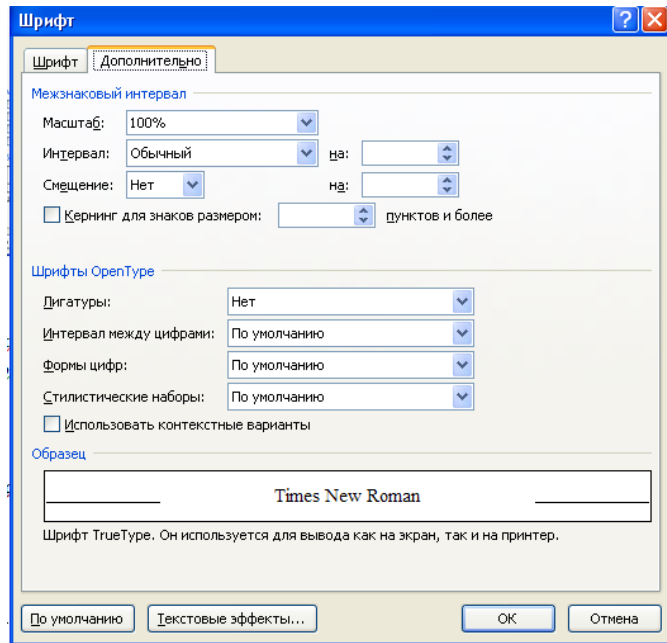 Шрифт
Шрифт Дополнительно
Межзнаковый интервал
Масштаб: 100%
Интервал: Обычный на:
Смещение: Нет на:
Кернинг для знаков размером: пунктов и более
Шрифты OpenType
Лигатуры: Нет
Интервал между цифрами: По умолчанию
Формы цифр: По умолчанию
Стилистические наборы: По умолчанию
Использовать контекстные варианты
Образец
Times New Roman
Шрифт TrueType. Он используется для вывода как на экран, так и на принтер.
По умолчанию Текстовые эффекты... ОК Отмена